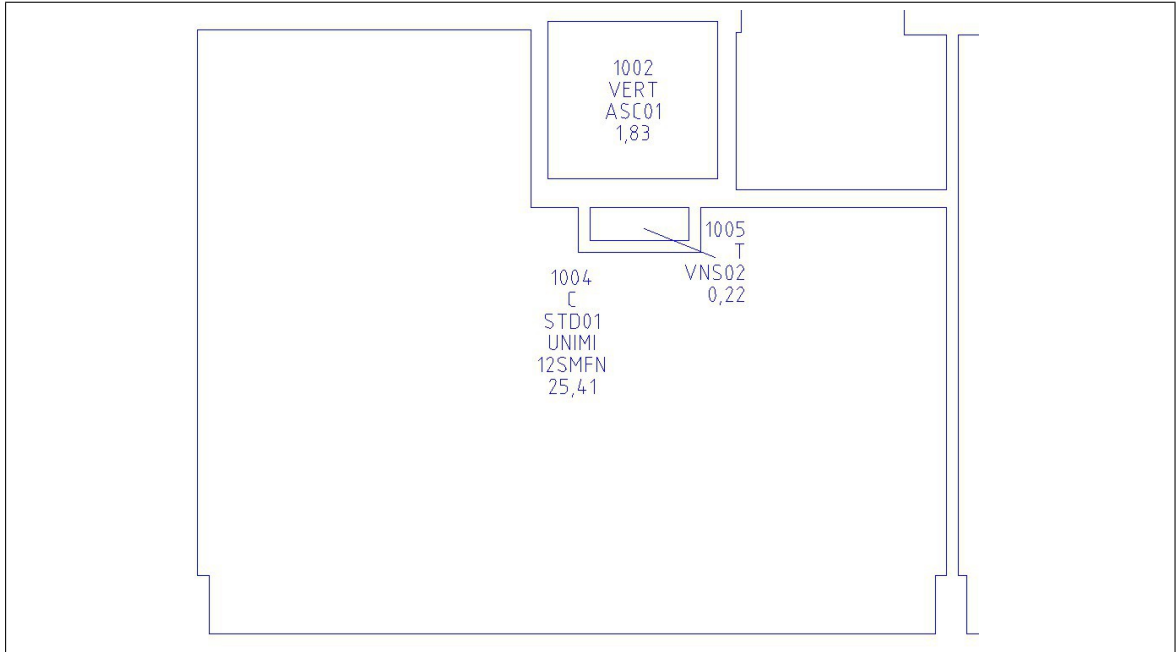 1002
VERT
ASC01
1,83
1005
T
VNS02
0,22
1004
C
STD01
UNIMI
12SMFN
25,41